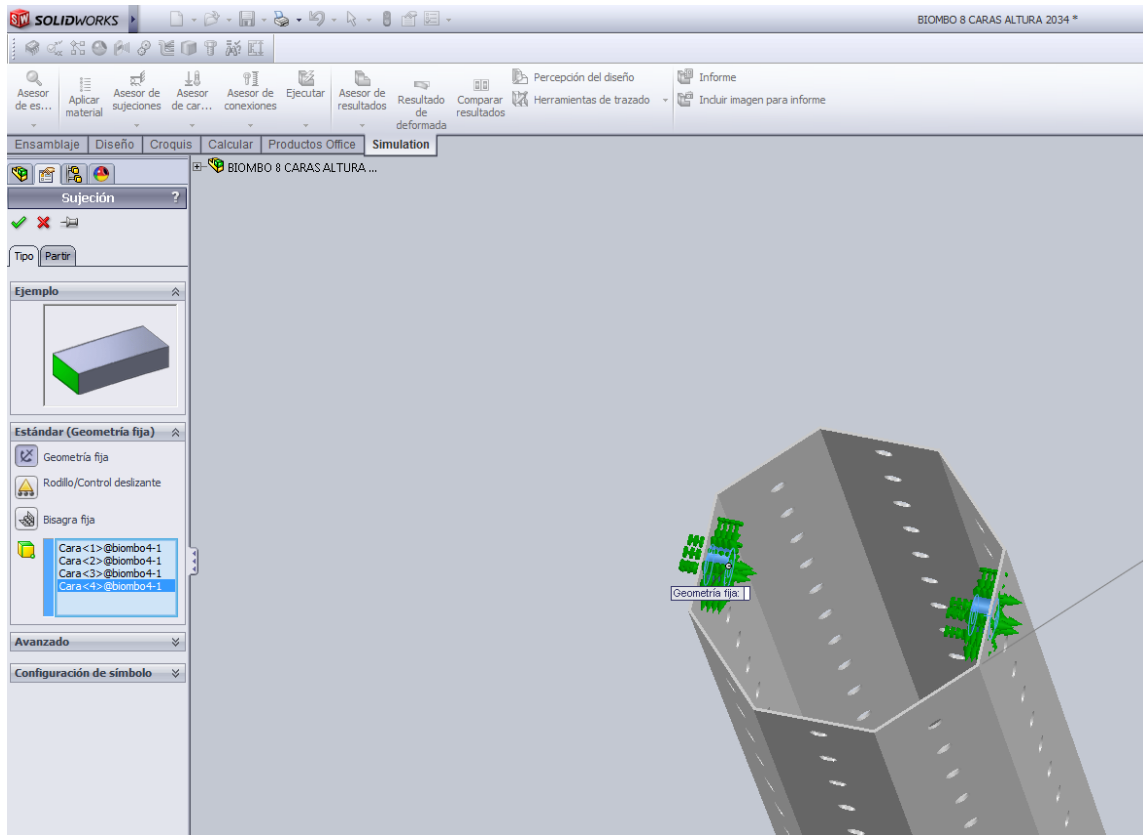 SOLIDWORKS
BIOMBO 8 CARAS ALTURA 2034 *
Asesor de es...
Aplicar material
Asesor de sujeciones
Asesor de car...
Asesor de conexiones
Ejecutar
Asesor de resultados
Resultado de deformada
Comparar resultados
Percepción del diseño
Herramientas de trazado
Informe
Incluir imagen para informe
Ensamblaje Diseño Croquis Calcular Productos Office Simulation
BIOMBO 8 CARAS ALTURA ...
Sujeción ?
Tipo Partir
Ejemplo
Estándar (Geometría fija)
Geometría fija
Rodillo/Control deslizante
Bisagra fija
Cara<1>@biombo4-1
Cara<2>@biombo4-1
Cara<3>@biombo4-1
Cara<4>@biombo4-1
Avanzado
Configuración de símbolo
Geometría fija: